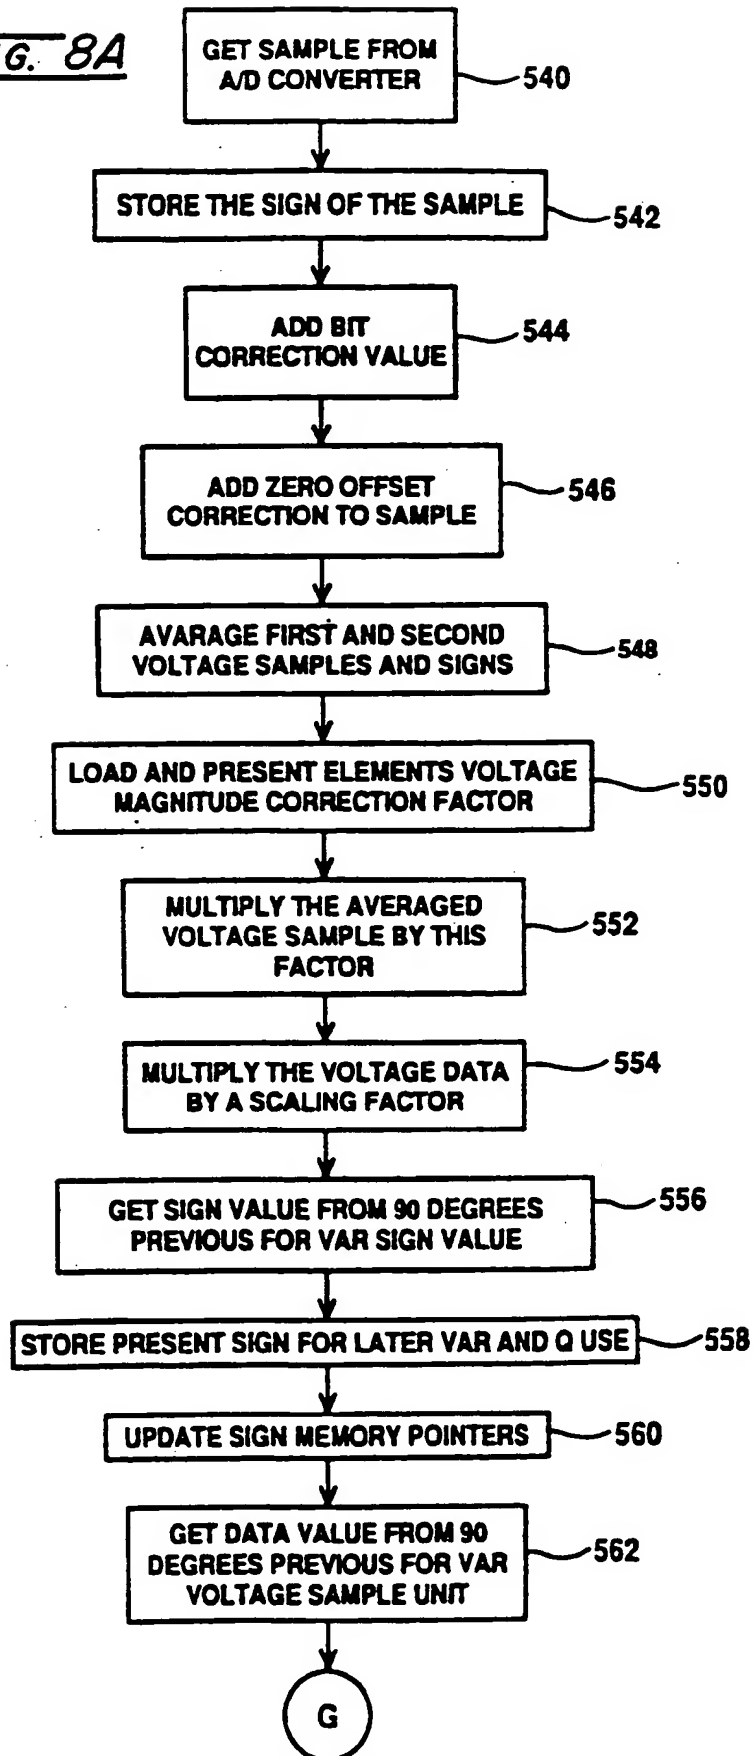 G. 8A
GET SAMPLE FROM
A/D CONVERTER
540
STORE THE SIGN OF THE SAMPLE
542
ADD BIT
CORRECTION VALUE
544
ADD ZERO OFFSET
CORRECTION TO SAMPLE
546
AVARAGE FIRST AND SECOND
VOLTAGE SAMPLES AND SIGNS
548
LOAD AND PRESENT ELEMENTS VOLTAGE
MAGNITUDE CORRECTION FACTOR
550
MULTIPLY THE AVERAGED
VOLTAGE SAMPLE BY THIS
FACTOR
552
MULTIPLY THE VOLTAGE DATA
BY A SCALING FACTOR
554
GET SIGN VALUE FROM 90 DEGREES
PREVIOUS FOR VAR SIGN VALUE
556
STORE PRESENT SIGN FOR LATER VAR AND Q USE
558
UPDATE SIGN MEMORY POINTERS
560
GET DATA VALUE FROM 90
DEGREES PREVIOUS FOR VAR
VOLTAGE SAMPLE UNIT
562
G